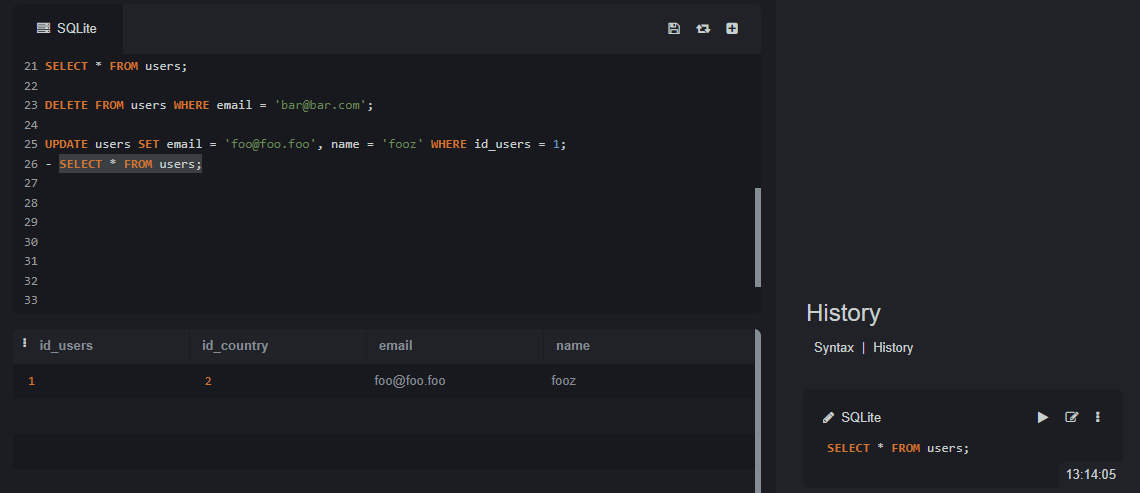 SQLite
21 SELECT * FROM users;
22
23 DELETE FROM users WHERE email = 'bar@bar.com';
24
25 UPDATE users SET email = 'foo@foo.foo', name = 'fooz' WHERE id_users = 1;
26 - SELECT * FROM users;
27
28
29
30
31
32
33
id_users id_country email name
1 2 foo@foo.foo fooz
History
Syntax | History
SQLite
SELECT * FROM users;
13:14:05